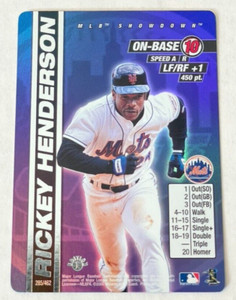 MLB SHOWDOWN
ON-BASE 10
SPEED A | R
LF/RF +1
450 pt.
RICKEY HENDERSON
Mets
1 Out(SO)
2 Out(GB)
3 Out(FB)
4–10 Walk
11–15 Single
16–17 Single+
18–19 Double
— Triple
20 Homer